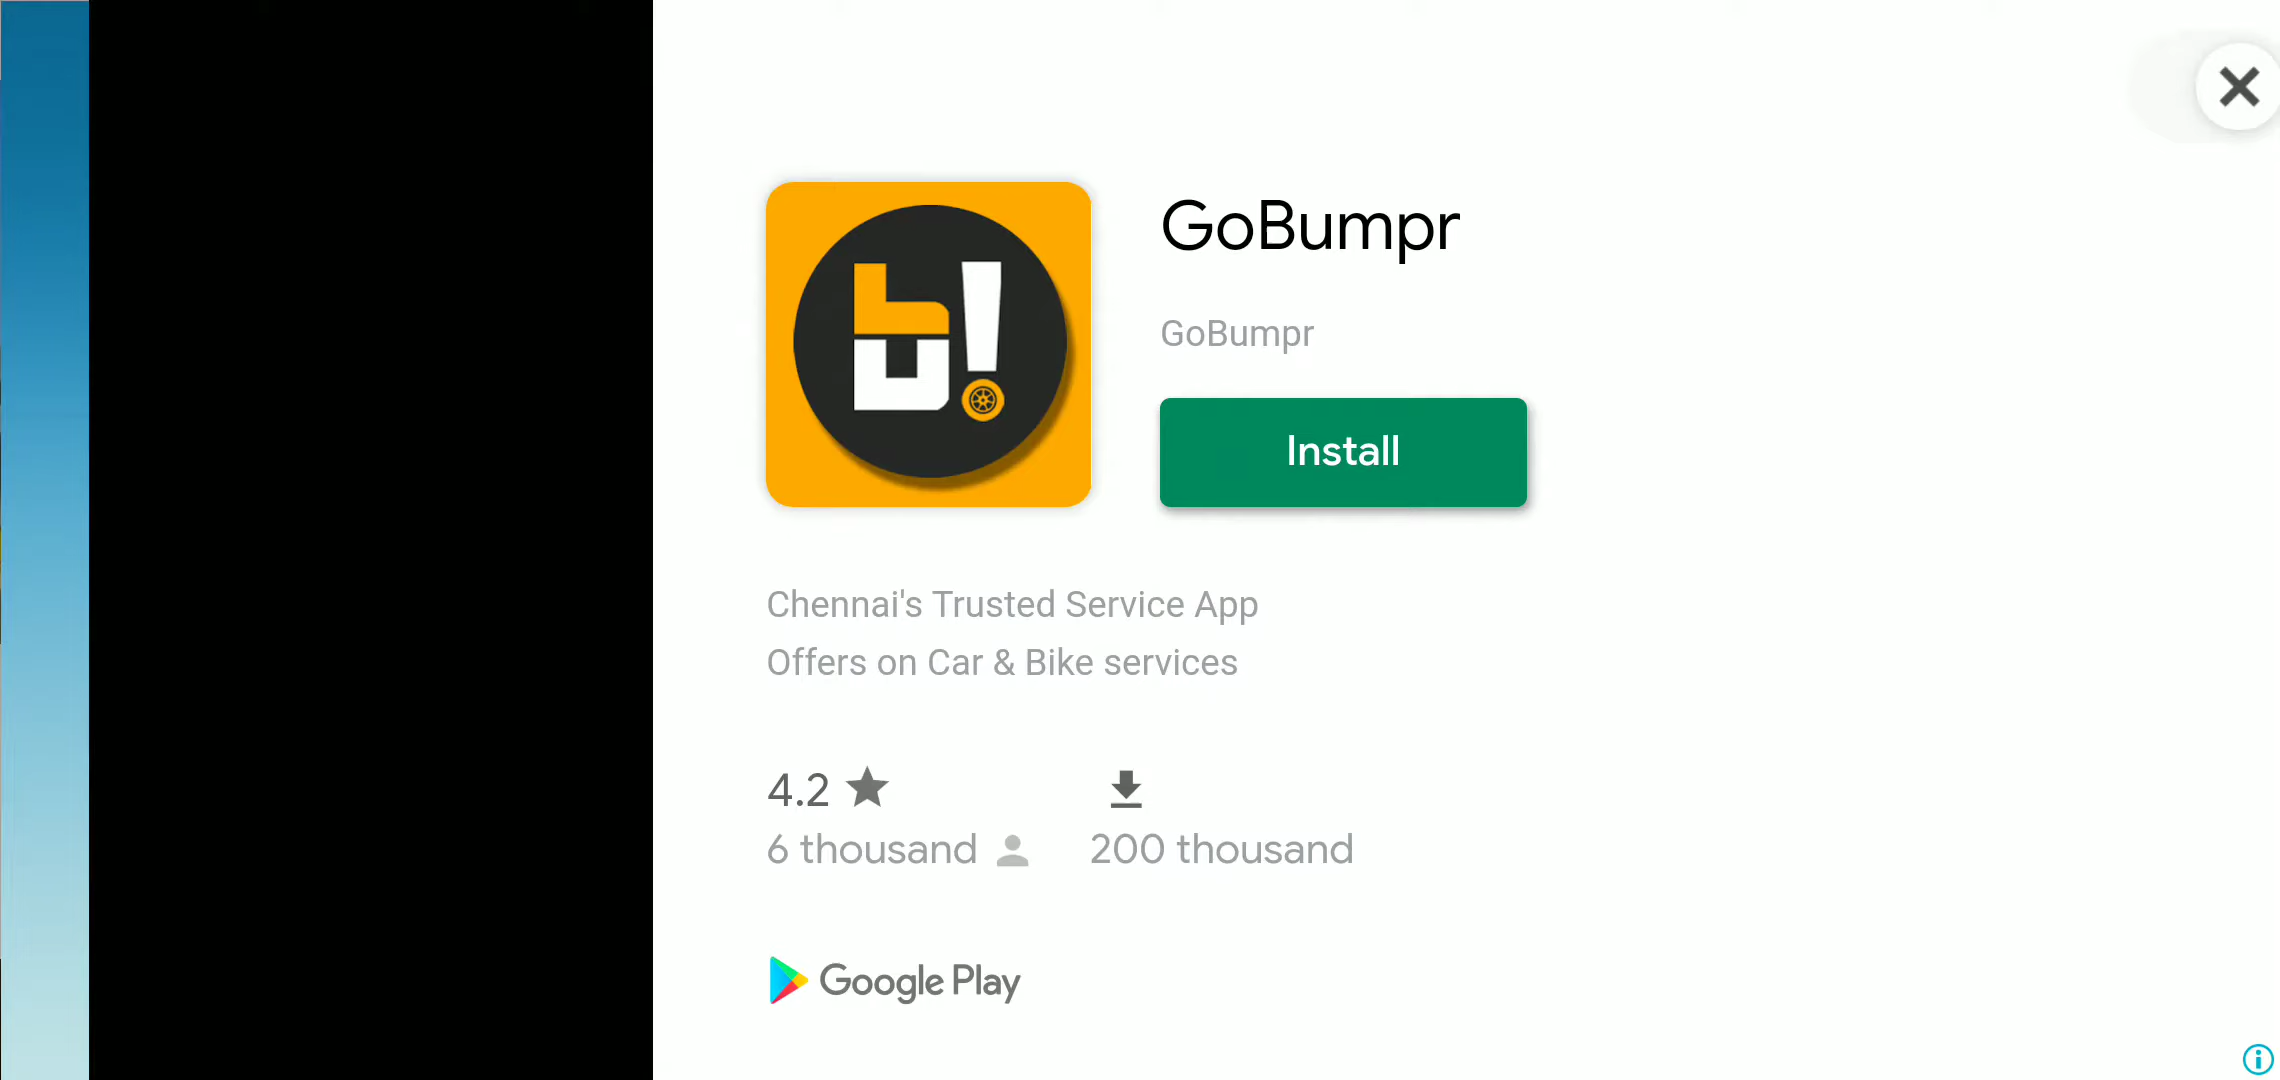 GoBumpr
GoBumpr
Install
Chennai's Trusted Service App
Offers on Car & Bike services
4.2
6 thousand
200 thousand
Google Play